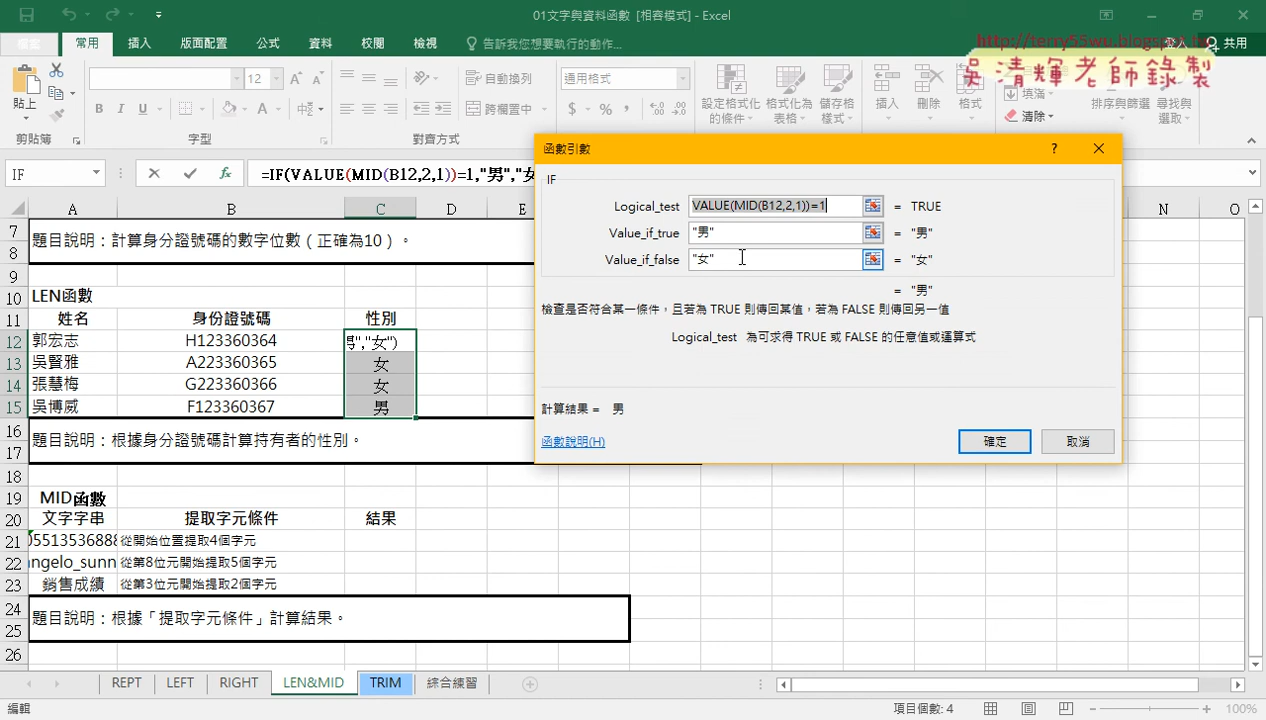 01文字與資料函數 [相容模式] - Excel
http://terry55wu.blogspot.tw
吳清輝老師錄製
檔案 常用 插入 版面配置 公式 資料 校閱 檢視 告訴我您想要執行的動作... 登入 共用
貼上 12 自動換列 通用格式 設定格式化的條件 格式化為表格 儲存格樣式 插入 刪除 格式 填滿 排序與篩選 尋找與選取
跨欄置中 清除
剪貼簿 字型 對齊方式
IF =IF(VALUE(MID(B12,2,1))=1,"男","女
A B C D E N O
7
8 題目說明：計算身分證號碼的數字位數（正確為10）。
9
10 LEN函數
11 姓名 身份證號碼 性別
12 郭宏志 H123360364 ","女")
13 吳賢雅 A223360365 女
14 張慧梅 G223360366 女
15 吳博威 F123360367 男
16 題目說明：根據身分證號碼計算持有者的性別。
17
18
19 MID函數
20 文字字串 提取字元條件 結果
21 0551353688 從開始位置提取4個字元
22 angelo_sunn 從第8位元開始提取5個字元
23 銷售成績 從第3位元開始提取2個字元
24 題目說明：根據「提取字元條件」計算結果。
25
26
函數引數
IF
Logical_test VALUE(MID(B12,2,1))=1 = TRUE
Value_if_true "男" = "男"
Value_if_false "女" = "女"
= "男"
檢查是否符合某一條件，且若為 TRUE 則傳回某值，若為 FALSE 則傳回另一值
Logical_test 為可求得 TRUE 或 FALSE 的任意值或運算式
計算結果 = 男
函數說明(H) 確定 取消
REPT LEFT RIGHT LEN&MID TRIM 綜合練習
編輯 項目個數: 4 100%